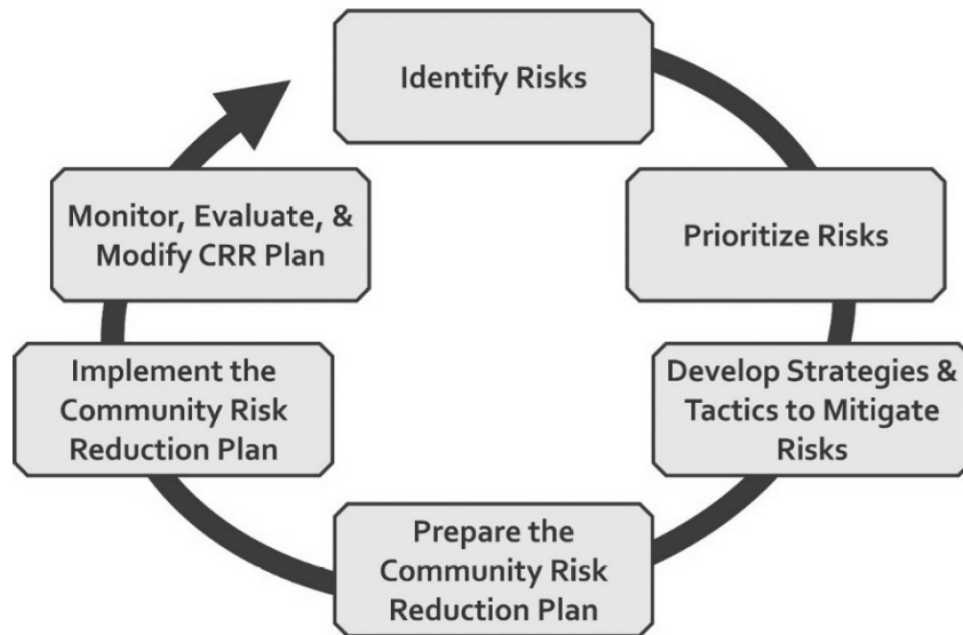 Identify Risks
Prioritize Risks
Develop Strategies &
Tactics to Mitigate
Risks
Prepare the
Community Risk
Reduction Plan
Implement the
Community Risk
Reduction Plan
Monitor, Evaluate, &
Modify CRR Plan